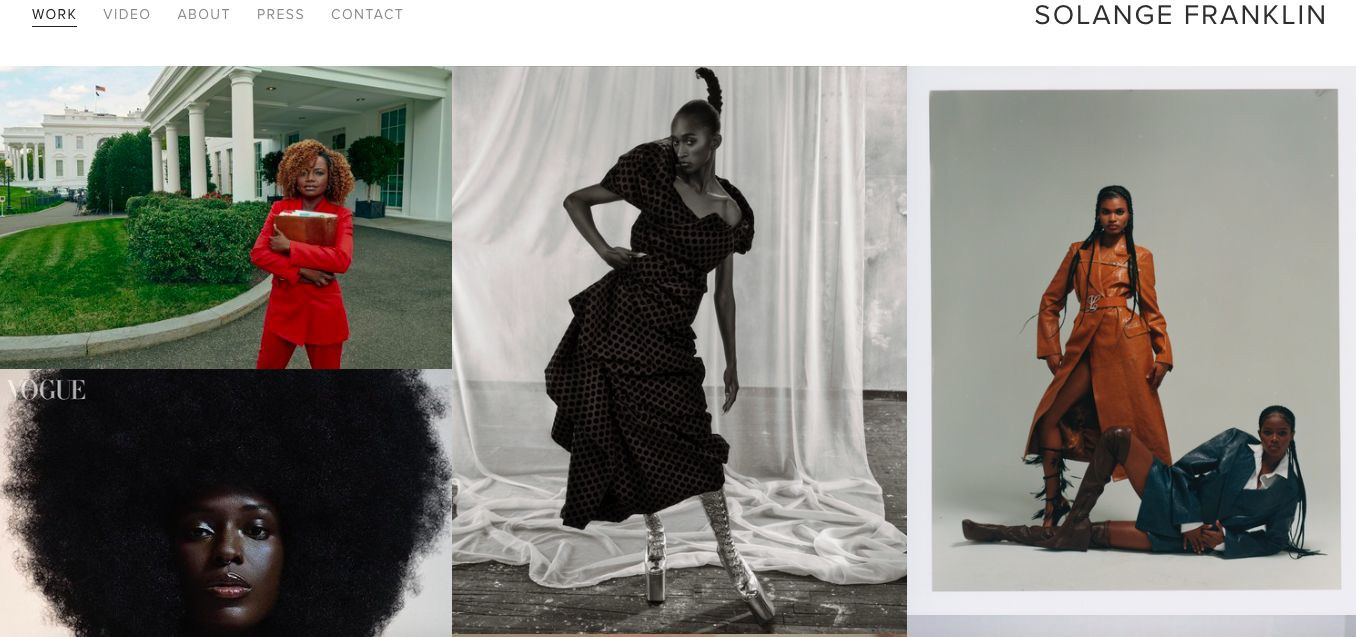 WORK VIDEO ABOUT PRESS CONTACT
SOLANGE FRANKLIN
VOGUE